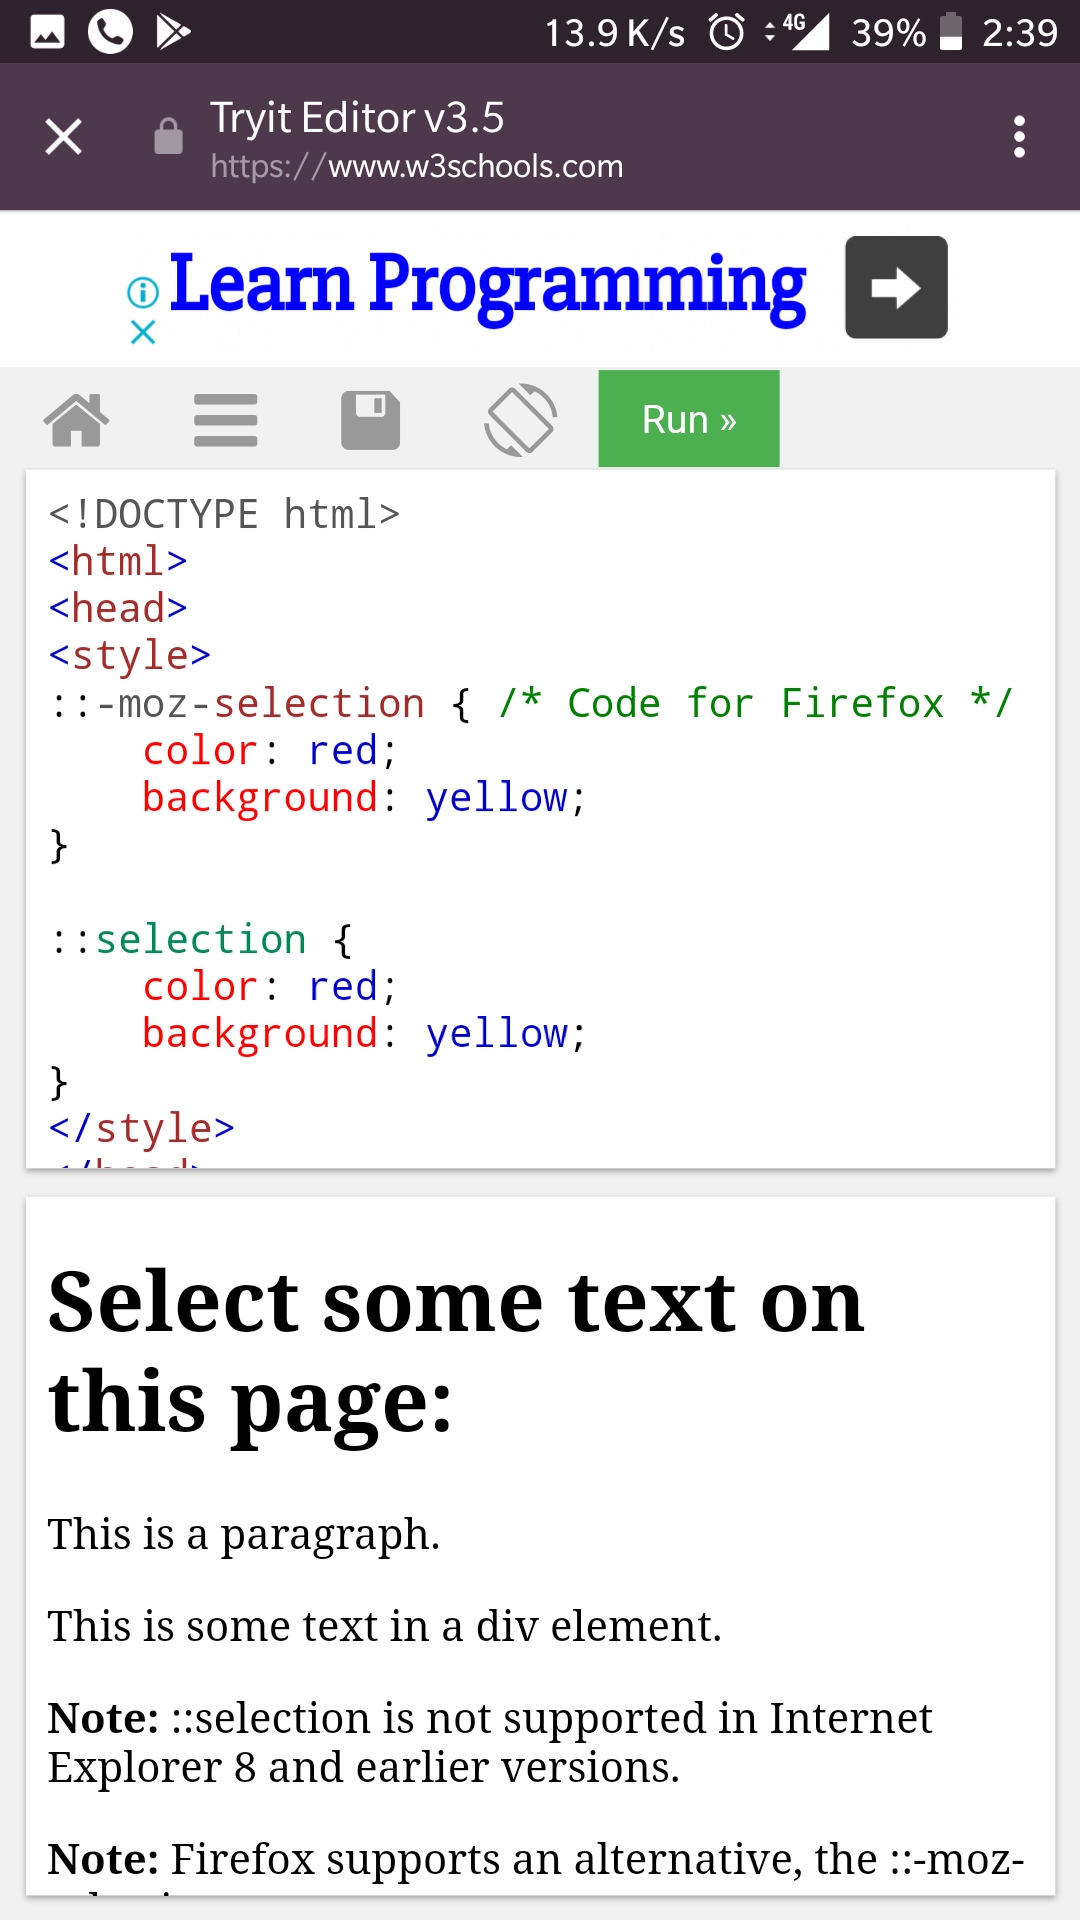 13.9 K/s 4G 39% 2:39
Tryit Editor v3.5
https://www.w3schools.com
Learn Programming
Run »
<!DOCTYPE html>
<html>
<head>
<style>
::-moz-selection { /* Code for Firefox */
    color: red;
    background: yellow;
}
::selection {
    color: red;
    background: yellow;
}
</style>
Select some text on
this page:
This is a paragraph.
This is some text in a div element.
Note: ::selection is not supported in Internet
Explorer 8 and earlier versions.
Note: Firefox supports an alternative, the ::-moz-